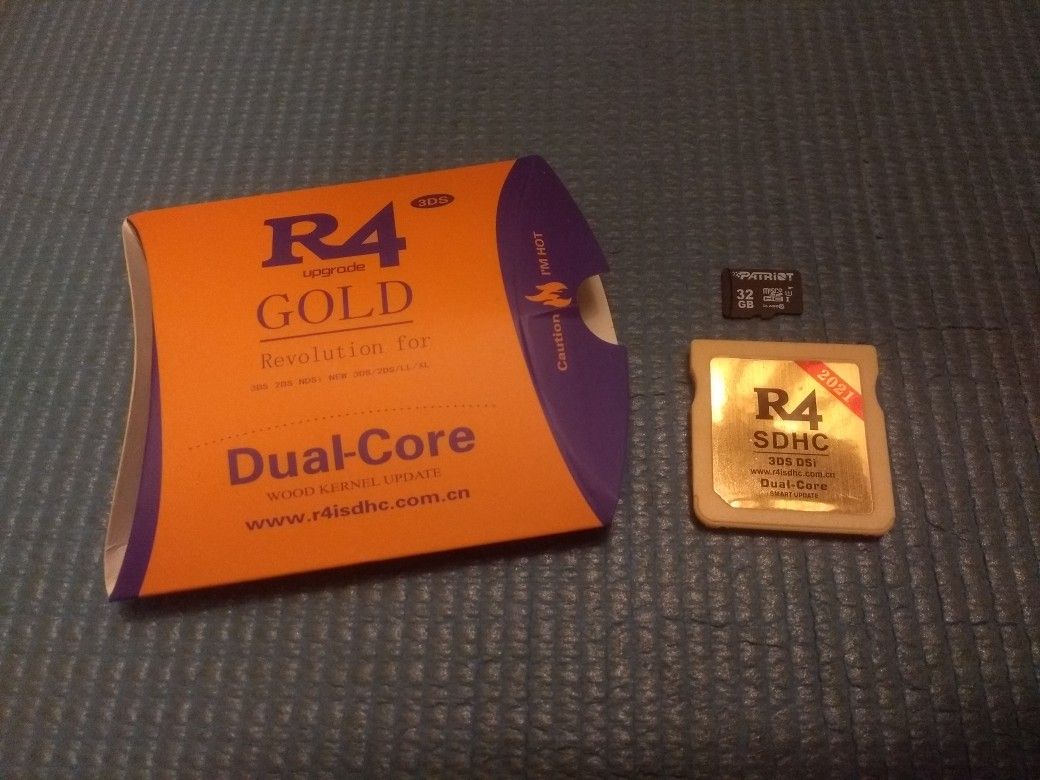 R4
3DS
upgrade
GOLD
Revolution for
3DS 2DS NDSi NEW 3DS/2DS/LL/XL
Dual-Core
WOOD KERNEL UPDATE
www.r4isdhc.com.cn
Caution I'M HOT
PATRIOT
32
GB
micro
2021
R4
SDHC
3DS DSi
www.r4isdhc.com.cn
Dual-Core
SMART UPDATE